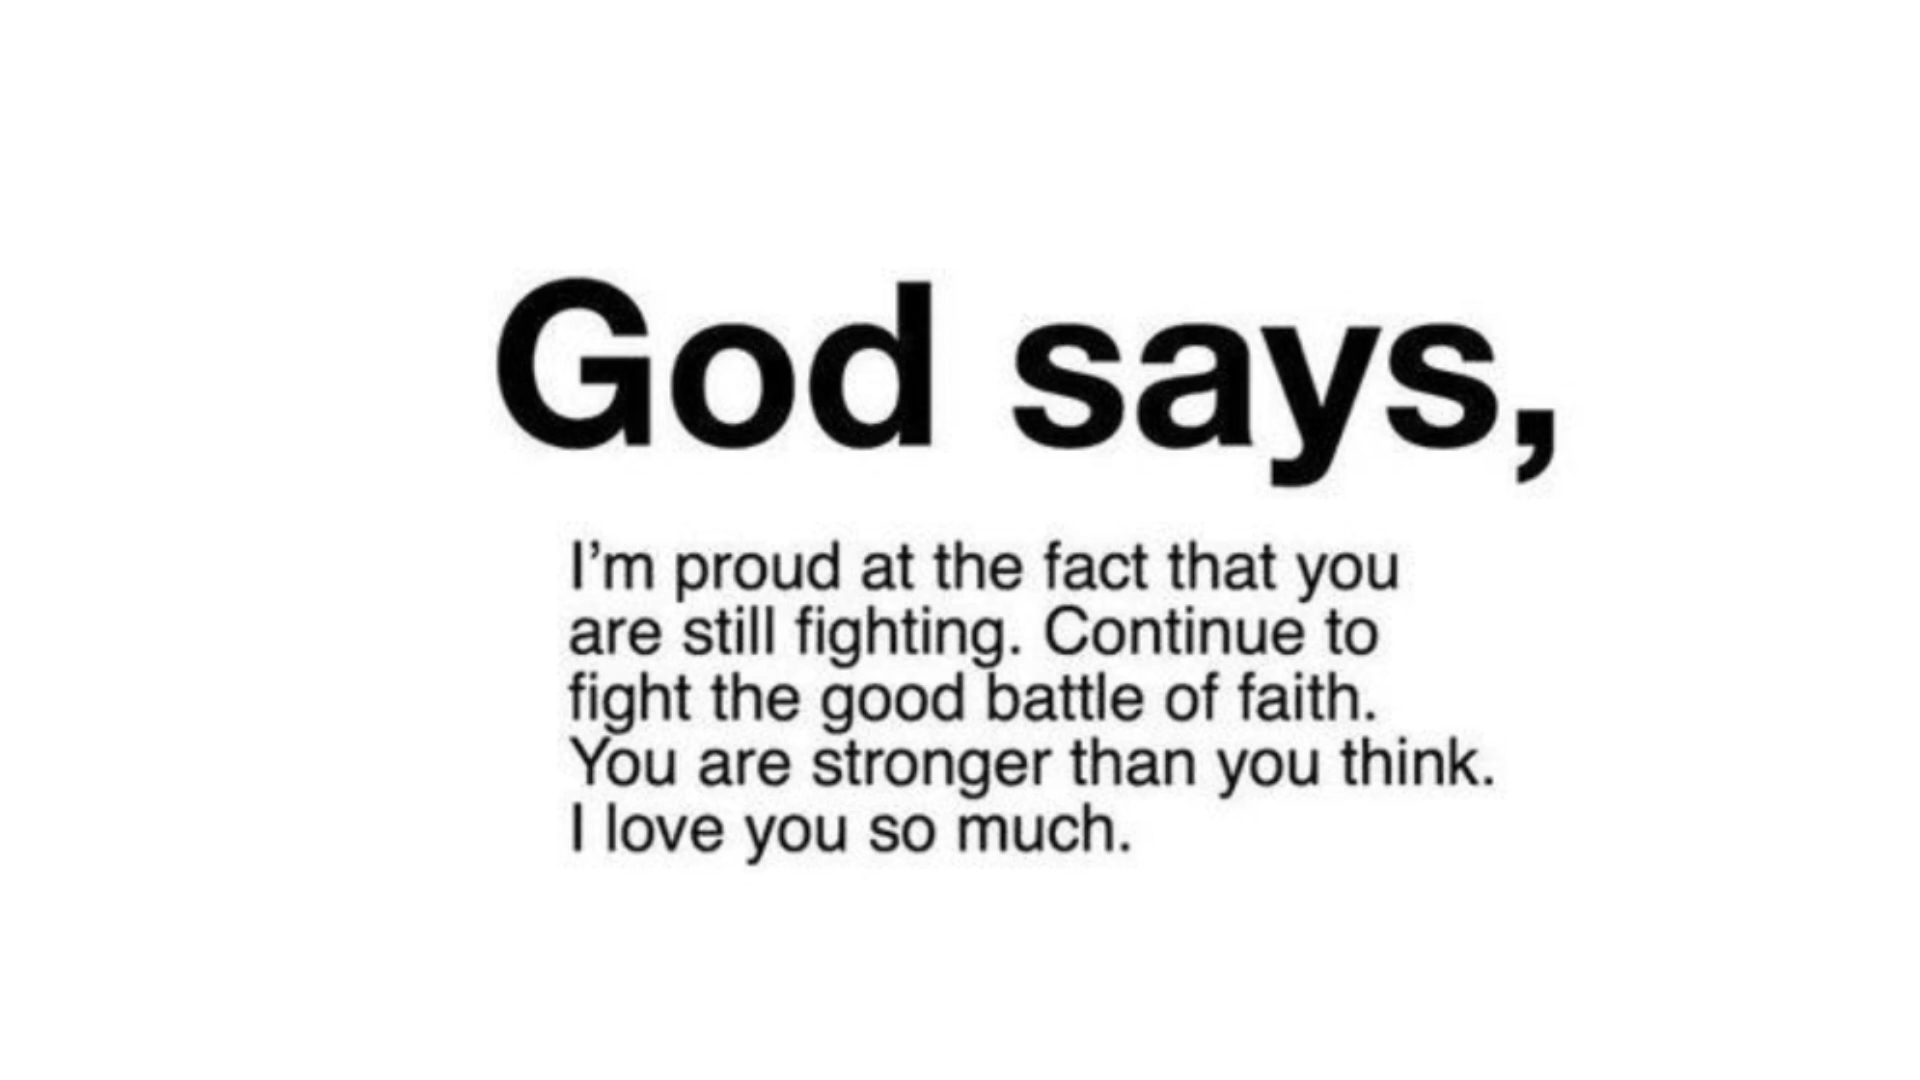 God says,
I’m proud at the fact that you
are still fighting. Continue to
fight the good battle of faith.
You are stronger than you think.
I love you so much.